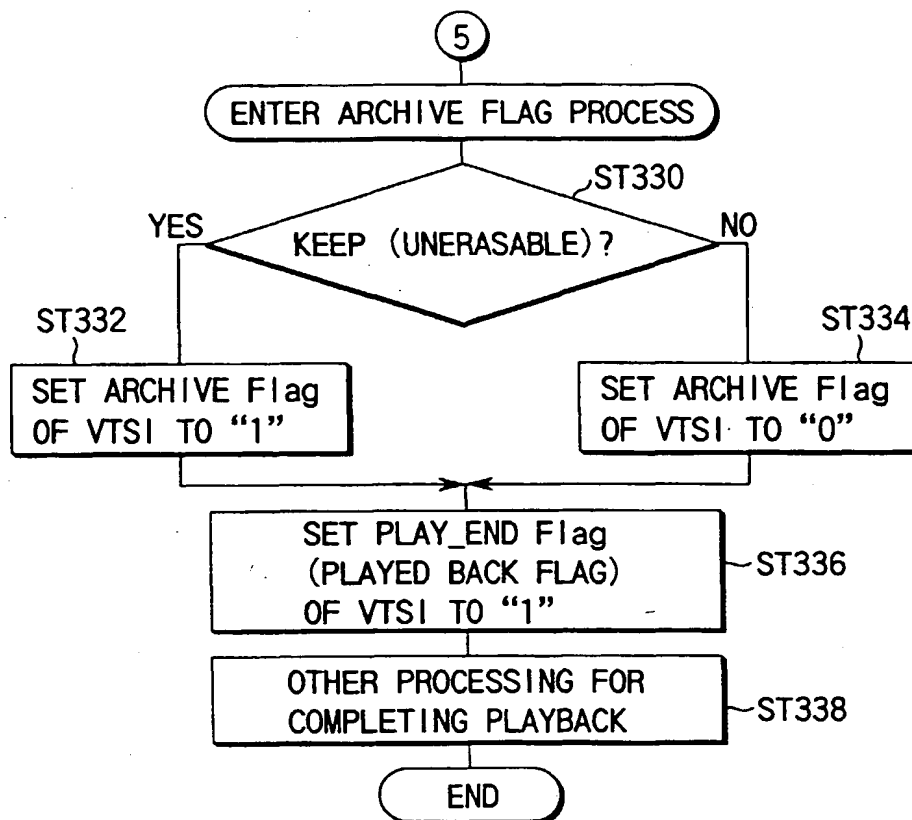 5
ENTER ARCHIVE FLAG PROCESS
ST330
YES
NO
KEEP (UNERASABLE)?
ST332
ST334
SET ARCHIVE Flag
OF VTSI TO “1”
SET ARCHIVE Flag
OF VTSI TO “0”
SET PLAY_END Flag
(PLAYED BACK FLAG)
OF VTSI TO “1”
ST336
OTHER PROCESSING FOR
COMPLETING PLAYBACK
ST338
END